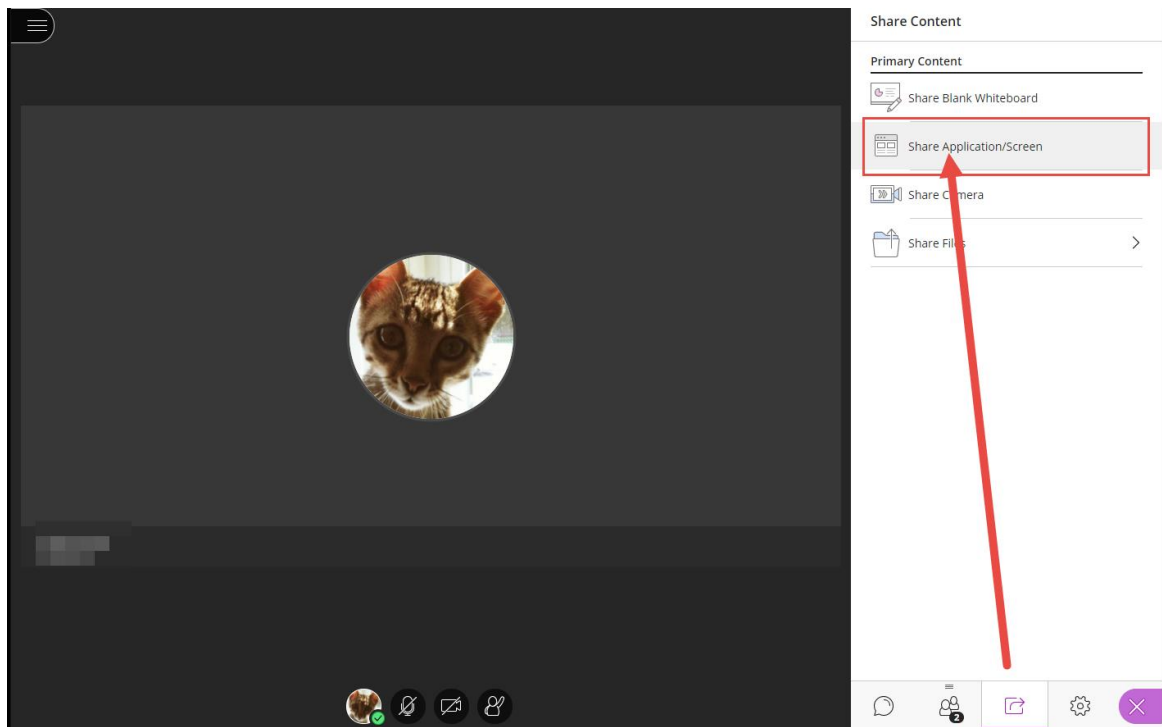 Share Content
Primary Content
Share Blank Whiteboard
Share Application/Screen
Share Camera
Share Files
2